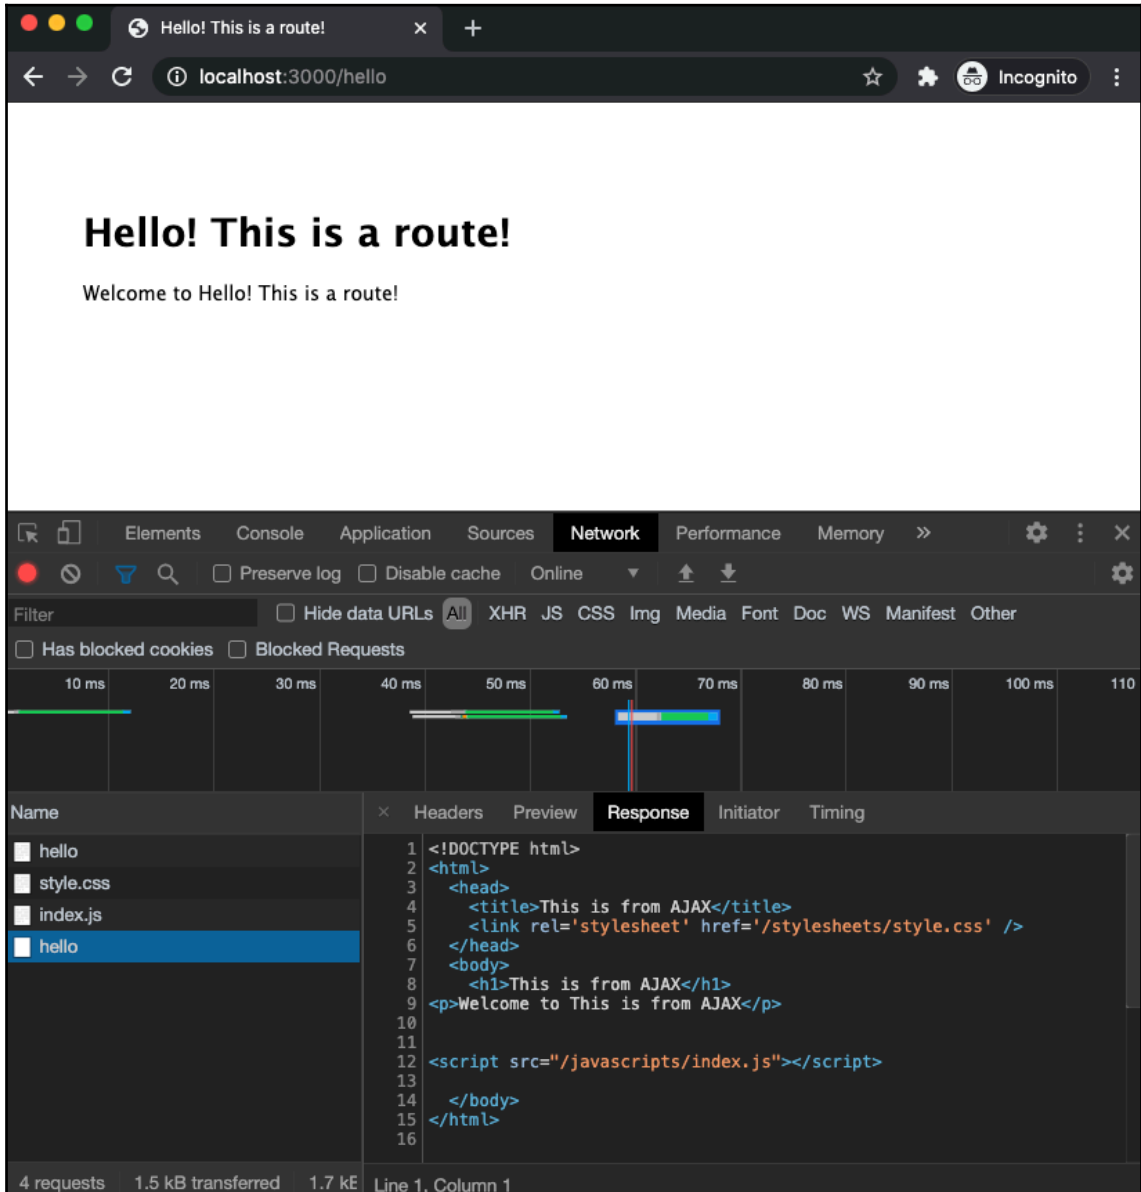 Hello! This is a route!
localhost:3000/hello
Incognito
Hello! This is a route!
Welcome to Hello! This is a route!
Elements Console Application Sources Network Performance Memory »
Preserve log Disable cache Online
Filter Hide data URLs All XHR JS CSS Img Media Font Doc WS Manifest Other
Has blocked cookies Blocked Requests
10 ms 20 ms 30 ms 40 ms 50 ms 60 ms 70 ms 80 ms 90 ms 100 ms 110
Name
hello
style.css
index.js
hello
4 requests 1.5 kB transferred 1.7 kE
Headers Preview Response Initiator Timing
1 <!DOCTYPE html>
2 <html>
3 <head>
4 <title>This is from AJAX</title>
5 <link rel='stylesheet' href='/stylesheets/style.css' />
6 </head>
7 <body>
8 <h1>This is from AJAX</h1>
9 <p>Welcome to This is from AJAX</p>
10
11
12 <script src="/javascripts/index.js"></script>
13
14 </body>
15 </html>
16
Line 1, Column 1